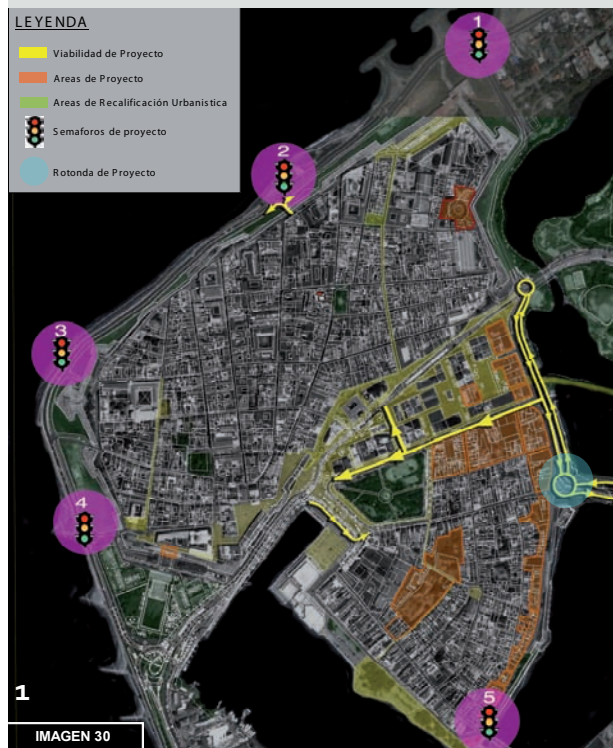 LEYENDA
Viabilidad de Proyecto
Areas de Proyecto
Areas de Recalificación Urbanística
Semaforos de proyecto
Rotonda de Proyecto
1
2
3
4
5
1
IMAGEN 30